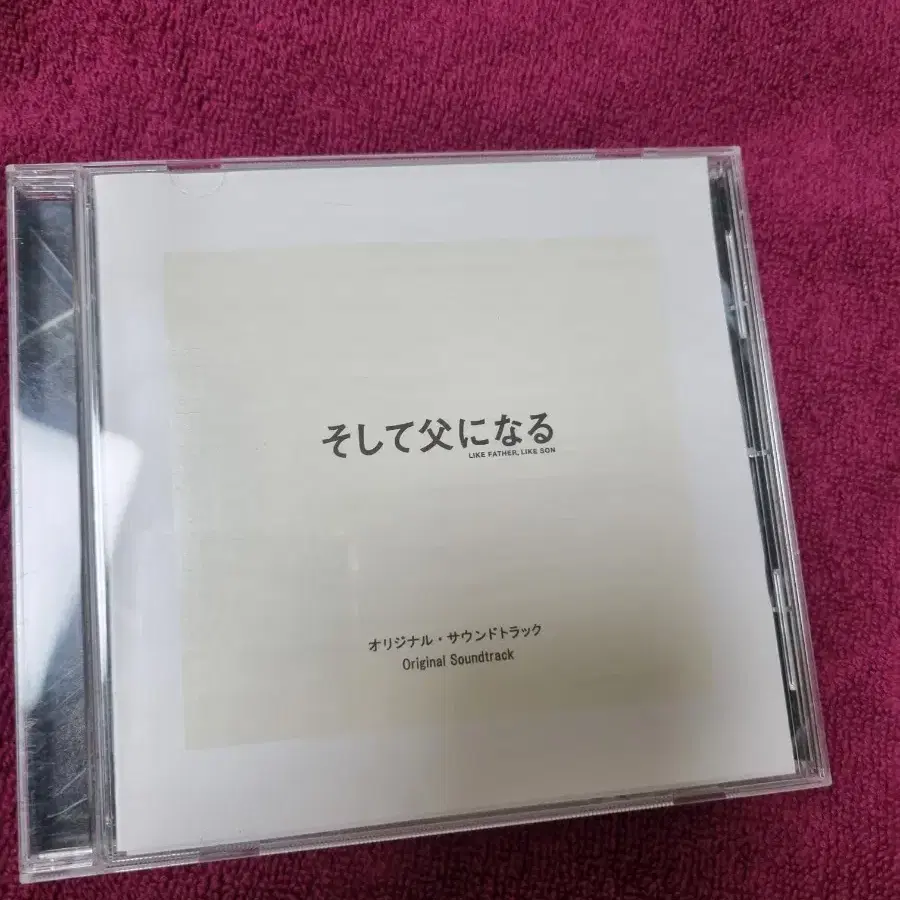 そして父になる
LIKE FATHER, LIKE SON
オリジナル・サウンドトラック
Original Soundtrack